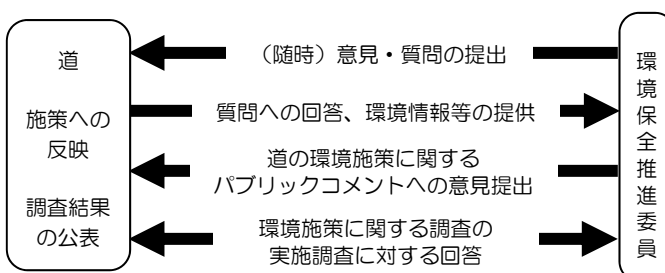 道
施策への
反映
調査結果
の公表
（随時）意見・質問の提出
質問への回答、環境情報等の提供
道の環境施策に関する
パブリックコメントへの意見提出
環境施策に関する調査の
実施調査に対する回答
環境保全推進委員